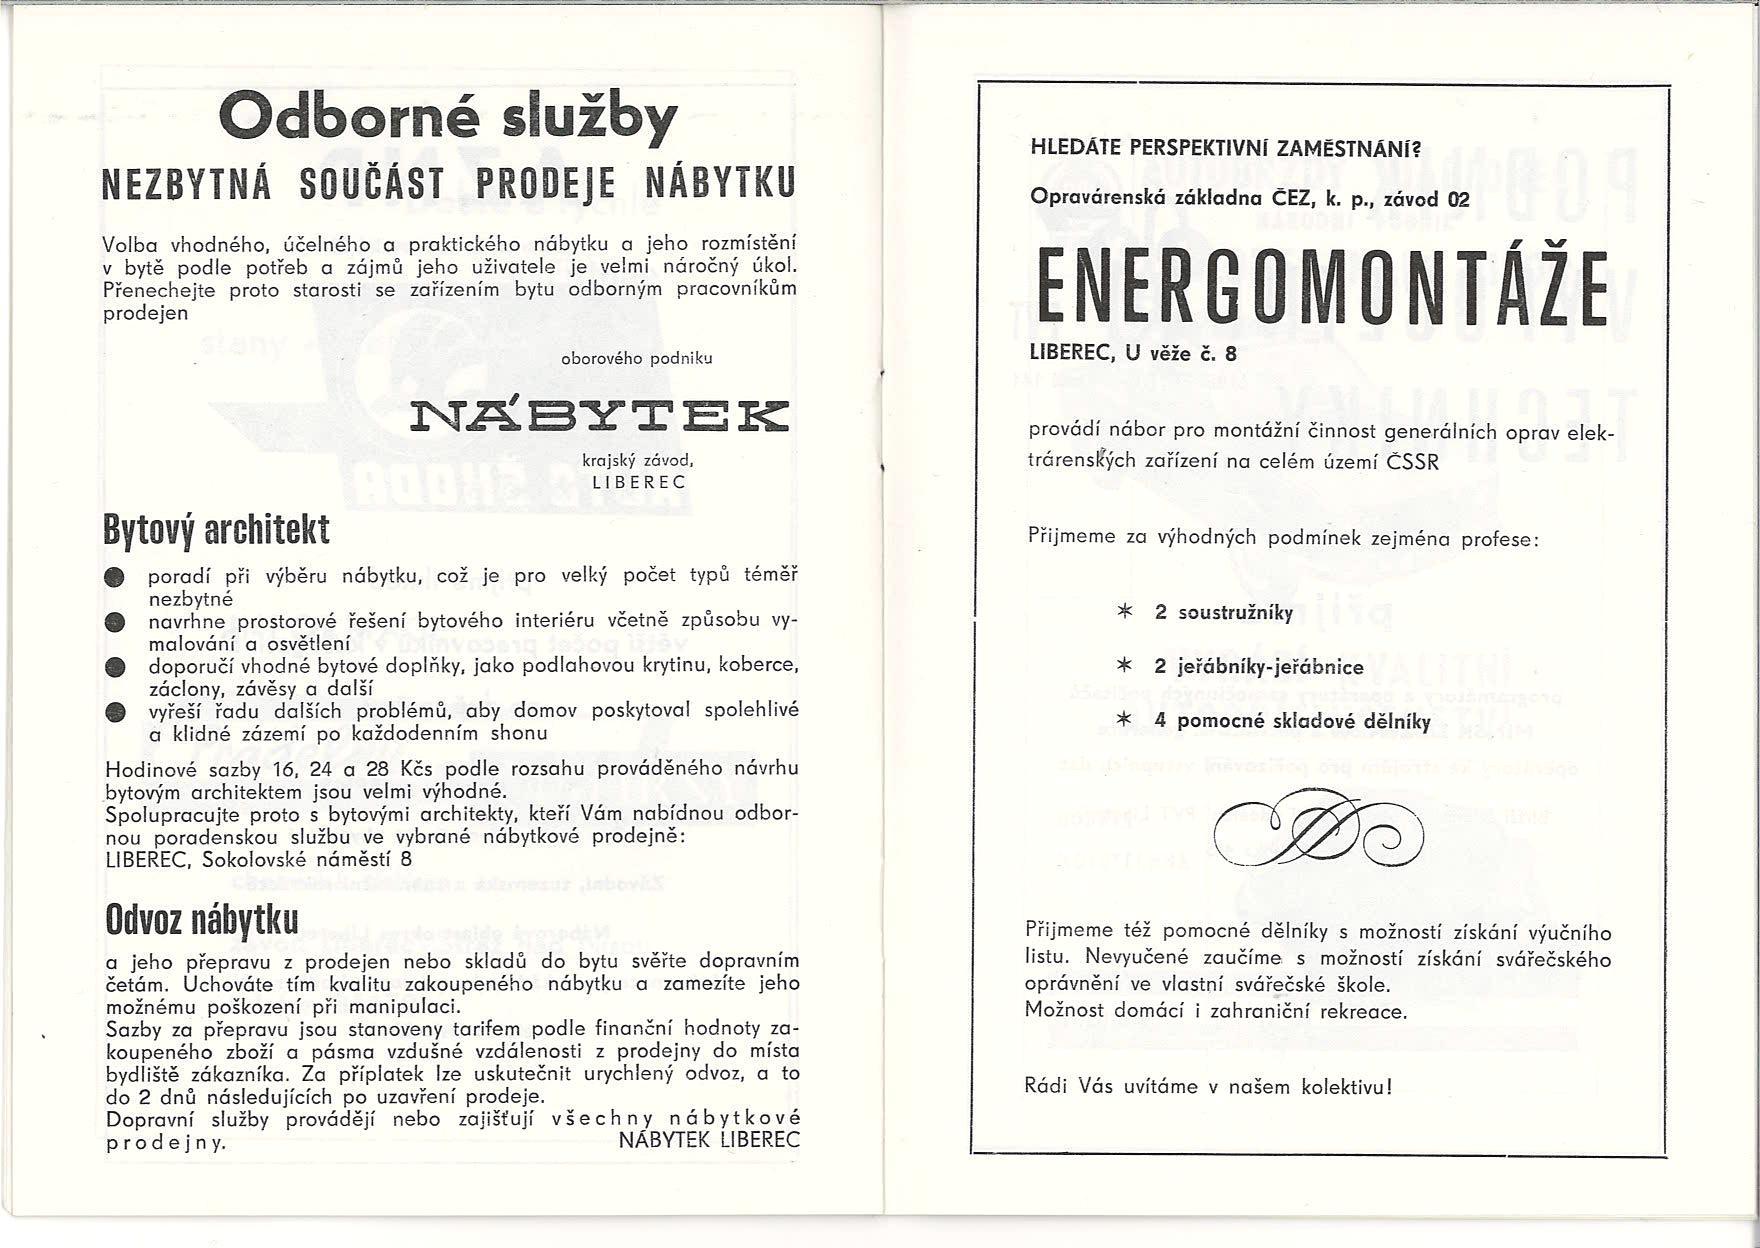 Odborné služby
NEZBYTNÁ SOUČÁST PRODEJE NÁBYTKU
Volba vhodného, účelného a praktického nábytku a jeho rozmístění
v bytě podle potřeb a zájmů jeho uživatele je velmi náročný úkol.
Přenechejte proto starosti se zařízením bytu odborným pracovníkům
prodejen
oborového podniku
NÁBYTEK
krajský závod,
LIBEREC
Bytový architekt
● poradí při výběru nábytku, což je pro velký počet typů téměř
nezbytné
● navrhne prostorové řešení bytového interiéru včetně způsobu vy-
malování a osvětlení
● doporučí vhodné bytové doplňky, jako podlahovou krytinu, koberce,
záclony, závěsy a další
● vyřeší řadu dalších problémů, aby domov poskytoval spolehlivé
a klidné zázemí po každodenním shonu
Hodinové sazby 16, 24 a 28 Kčs podle rozsahu prováděného návrhu
bytovým architektem jsou velmi výhodné.
Spolupracujte proto s bytovými architekty, kteří Vám nabídnou odbor-
nou poradenskou službu ve vybrané nábytkové prodejně:
LIBEREC, Sokolovské náměstí 8
Odvoz nábytku
a jeho přepravu z prodejen nebo skladů do bytu svěřte dopravním
četám. Uchováte tím kvalitu zakoupeného nábytku a zamezíte jeho
možnému poškození při manipulaci.
Sazby za přepravu jsou stanoveny tarifem podle finanční hodnoty za-
koupeného zboží a pásma vzdušné vzdálenosti z prodejny do místa
bydliště zákazníka. Za příplatek lze uskutečnit urychlený odvoz, a to
do 2 dnů následujících po uzavření prodeje.
Dopravní služby provádějí nebo zajišťují všechny nábytkové
prodejny. NÁBYTEK LIBEREC
HLEDÁTE PERSPEKTIVNÍ ZAMĚSTNÁNÍ?
Opravárenská základna ČEZ, k. p., závod 02
ENERGOMONTÁŽE
LIBEREC, U věže č. 8
provádí nábor pro montážní činnost generálních oprav elek-
trárenských zařízení na celém území ČSSR
Přijmeme za výhodných podmínek zejména profese:
* 2 soustružníky
* 2 jeřábníky-jeřábnice
* 4 pomocné skladové dělníky
Přijmeme též pomocné dělníky s možností získání výučního
listu. Nevyučené zaučíme s možností získání svářečského
oprávnění ve vlastní svářečské škole.
Možnost domácí i zahraniční rekreace.
Rádi Vás uvítáme v našem kolektivu!